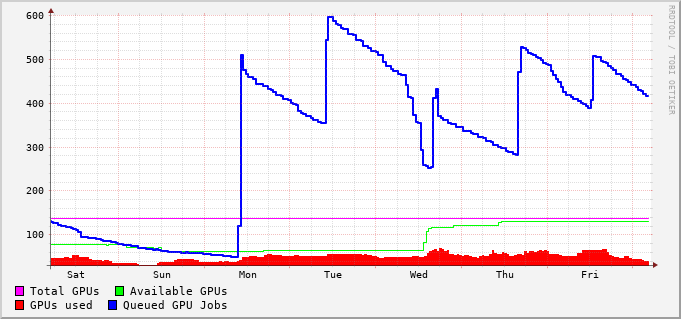 600
500
400
300
200
100
Sat Sun Mon Tue Wed Thu Fri
Total GPUs Available GPUs
GPUs used Queued GPU Jobs
RRDTOOL / TOBI OETIKER